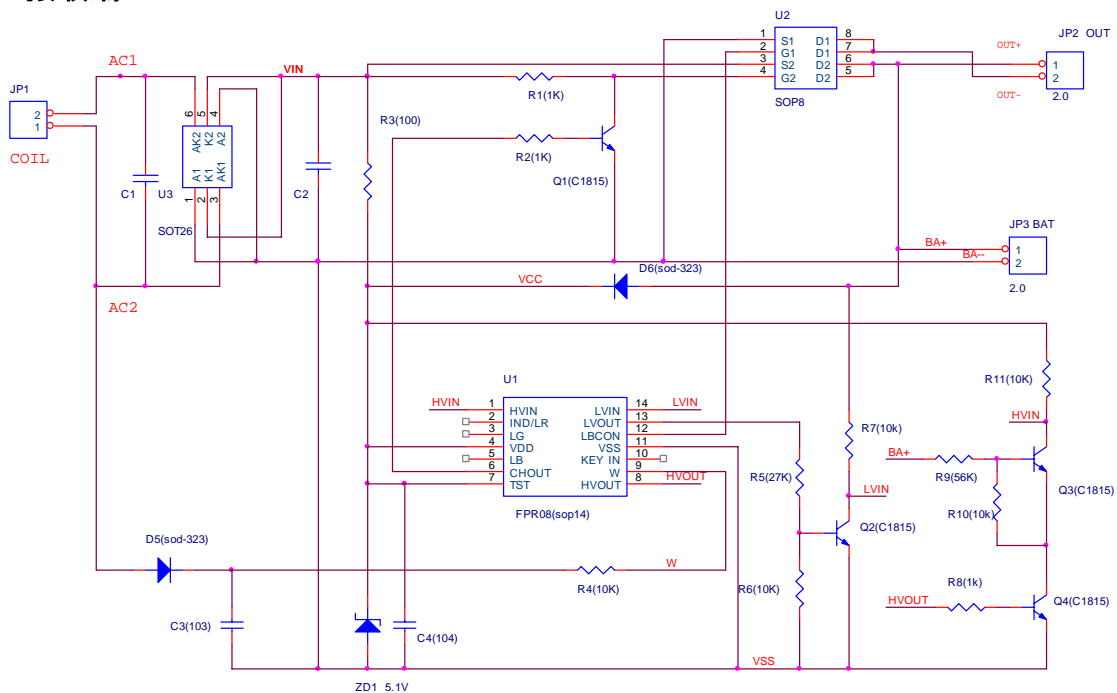 U2
JP2 OUT
1 S1 D1 8
2 G1 D1 7
3 S2 D2 6
4 G2 D2 5
SOP8
OUT+
OUT-
1
2
2.0
AC1
VIN
JP1
2
1
COIL
R1(1K)
R3(100)
R2(1K)
Q1(C1815)
6 5 4
AK2 K2 A2
A1 K1 AK1
1 2 3
C1
U3
SOT26
C2
JP3 BAT
BA+
BA--
1
2
2.0
D6(sod-323)
VCC
AC2
U1
HVIN
1 HVIN LVIN 14
2 IND/LR LVOUT 13
3 LG LBCON 12
4 VDD VSS 11
5 LB KEY IN 10
6 CHOUT W 9
7 TST HVOUT 8
LVIN
HVOUT
FPR08(sop14)
R11(10K)
HVIN
R7(10k)
BA+
R9(56K)
Q3(C1815)
R5(27K)
LVIN
R10(10k)
Q2(C1815)
D5(sod-323)
R4(10K)
W
R6(10K)
R8(1k)
HVOUT
Q4(C1815)
C3(103)
C4(104)
VSS
ZD1 5.1V